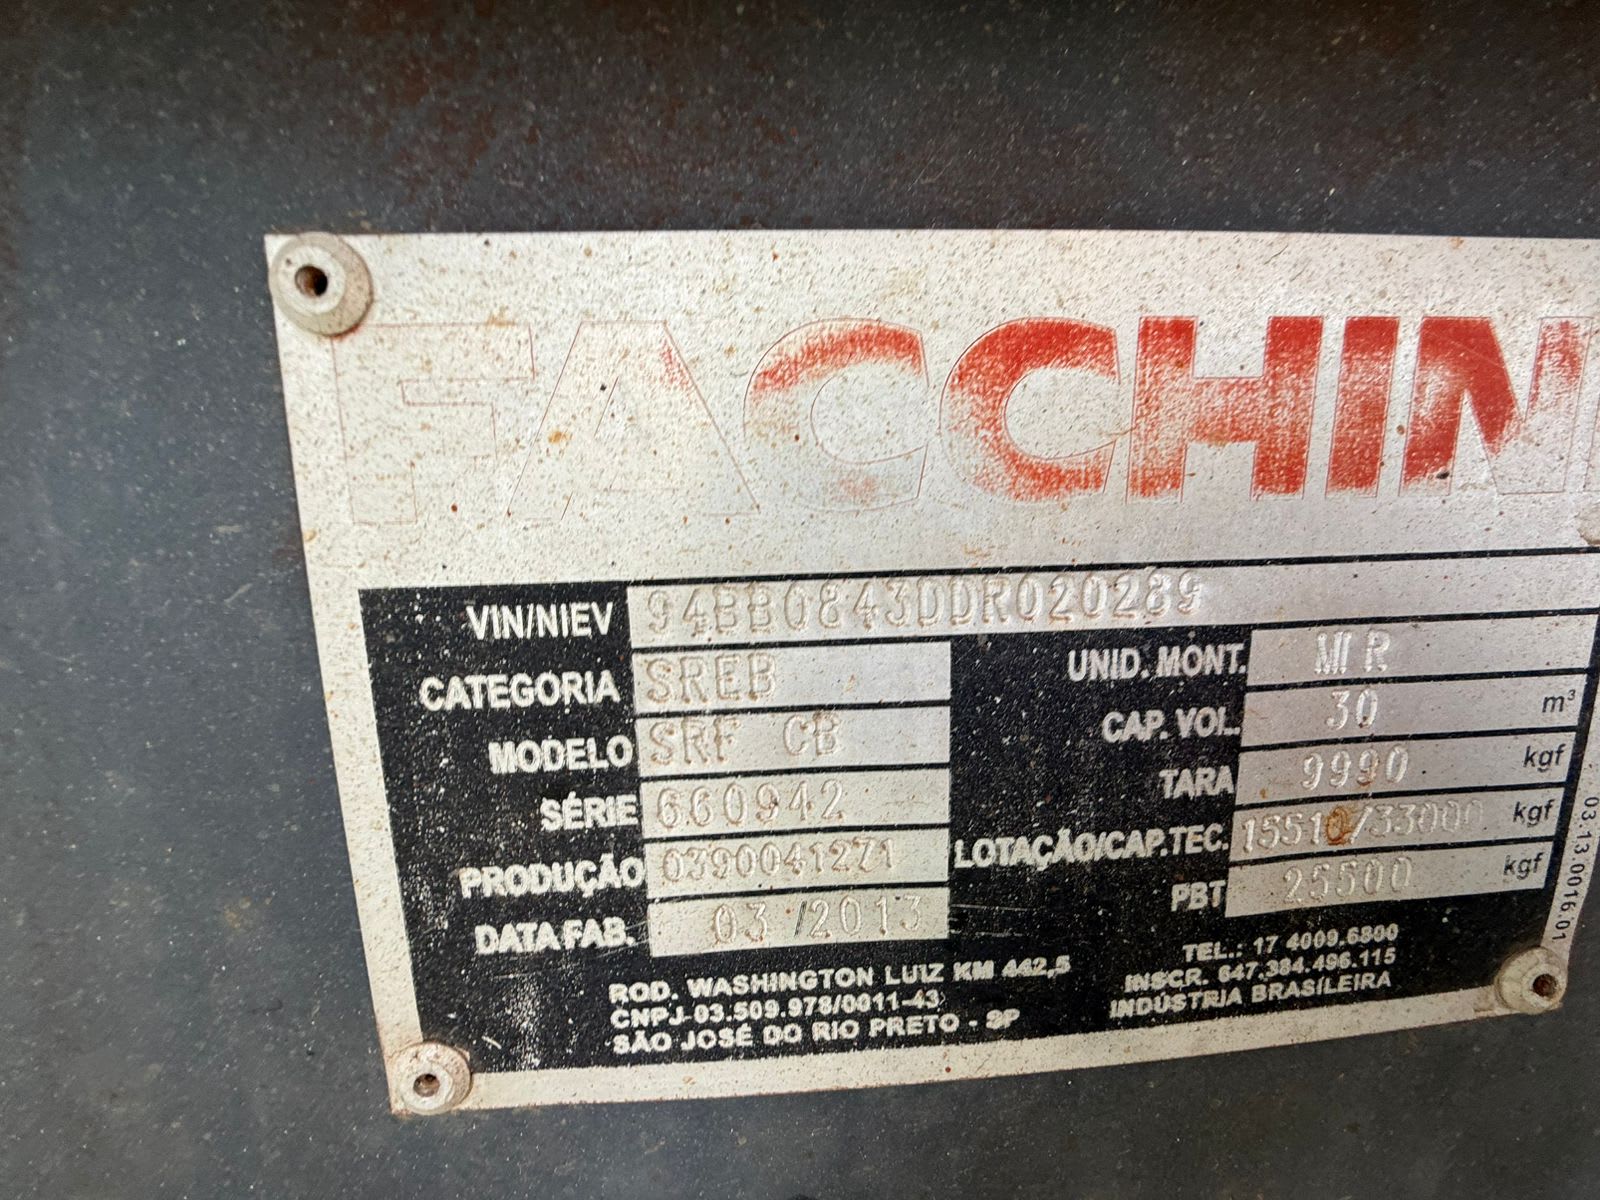 FACCHIN
VIN/NIEV 94BB0843DDR020289
CATEGORIA SREB UNID. MONT. MIR
MODELO SRF CB CAP. VOL. 30 m³
SÉRIE 660942 TARA 9990 kgf
PRODUÇÃO 0390041271 LOTAÇÃO/CAP.TEC. 15510/33000 kgf
DATA FAB. 03/2013 PBT 25500 kgf
ROD. WASHINGTON LUIZ KM 442,5 TEL.: 17 4009.6800
CNPJ-03.509.978/0011-43 INSCR. 647.384.496.115
SÃO JOSÉ DO RIO PRETO - SP INDÚSTRIA BRASILEIRA
03.13.0016.01